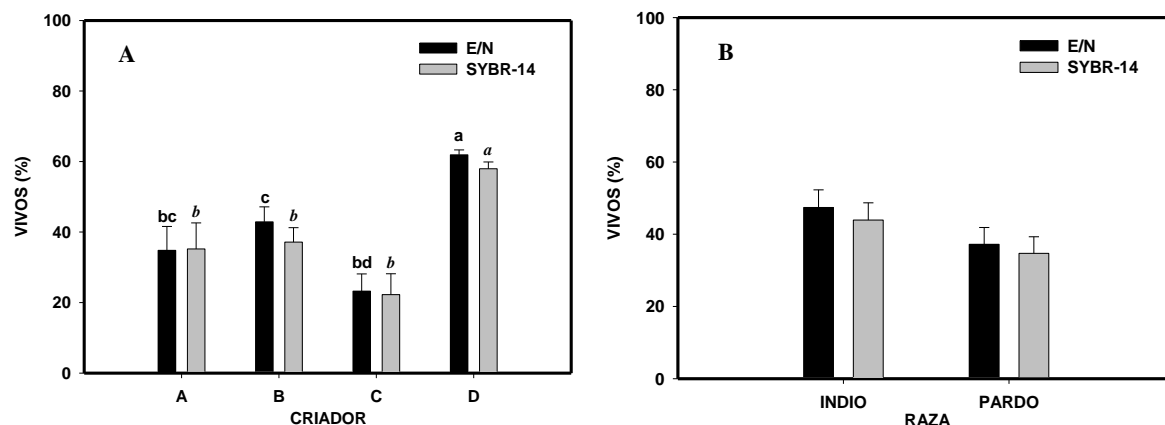 A
E/N
SYBR-14
100
80
60
40
20
0
VIVOS (%)
bc
b
c
b
bd
b
a
a
A
B
C
D
CRIADOR
B
E/N
SYBR-14
100
80
60
40
20
0
VIVOS (%)
INDIO
PARDO
RAZA